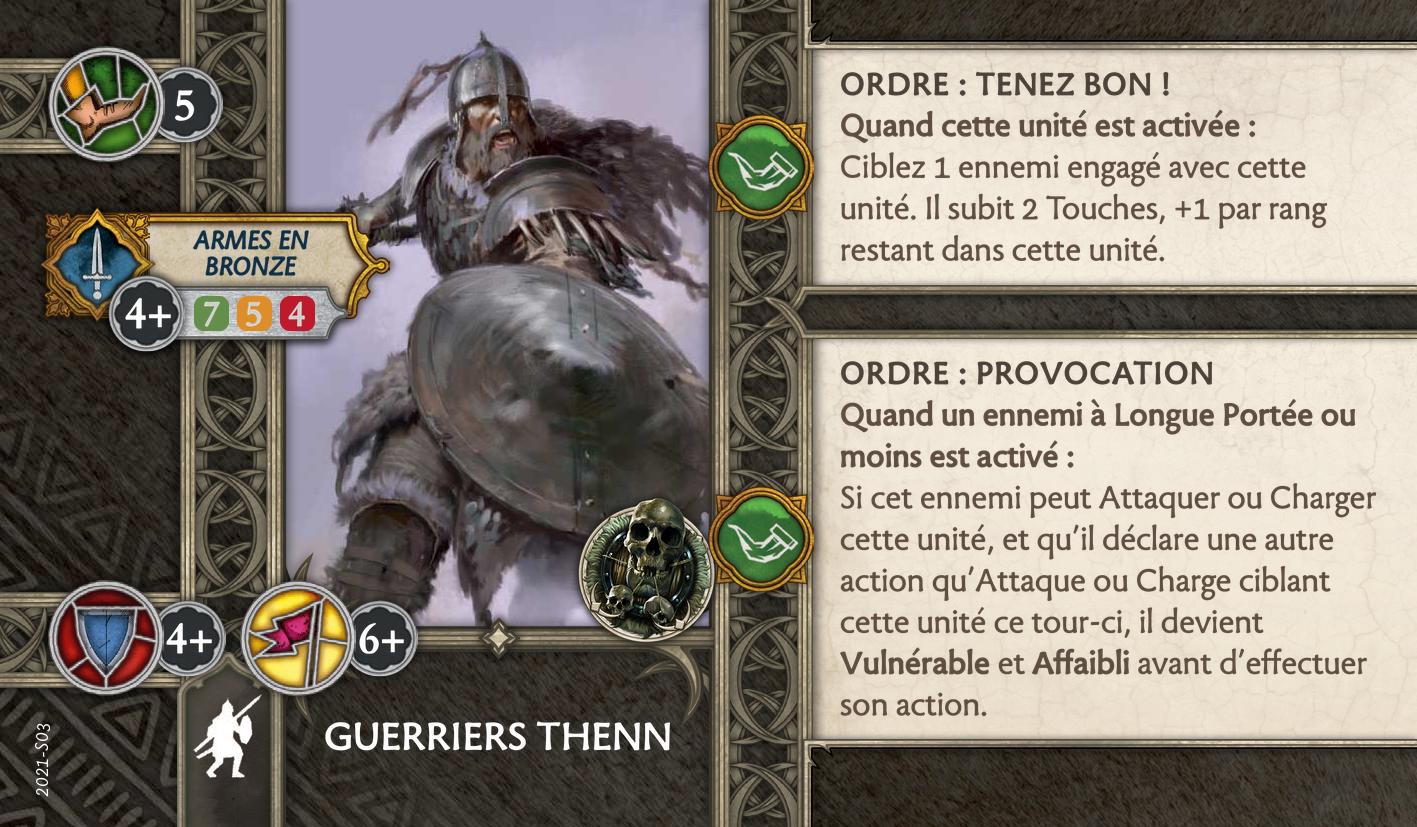 5
ARMES EN
BRONZE
4+ 7 5 4
4+ 6+
GUERRIERS THENN
2021-S03
ORDRE : TENEZ BON !
Quand cette unité est activée :
Ciblez 1 ennemi engagé avec cette
unité. Il subit 2 Touches, +1 par rang
restant dans cette unité.
ORDRE : PROVOCATION
Quand un ennemi à Longue Portée ou
moins est activé :
Si cet ennemi peut Attaquer ou Charger
cette unité, et qu’il déclare une autre
action qu’Attaque ou Charge ciblant
cette unité ce tour-ci, il devient
Vulnérable et Affaibli avant d’effectuer
son action.